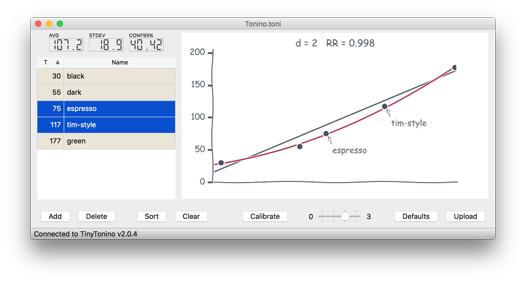 Tonino.toni
AVG STDEV CONF95%
107.2 18.9 40.42
T Name
30 black
55 dark
75 espresso
117 tim-style
177 green
d = 2 RR = 0.998
200
150
100
50
0
tim-style
espresso
Add Delete Sort Clear Calibrate 0 3 Defaults Upload
Connected to TinyTonino v2.0.4